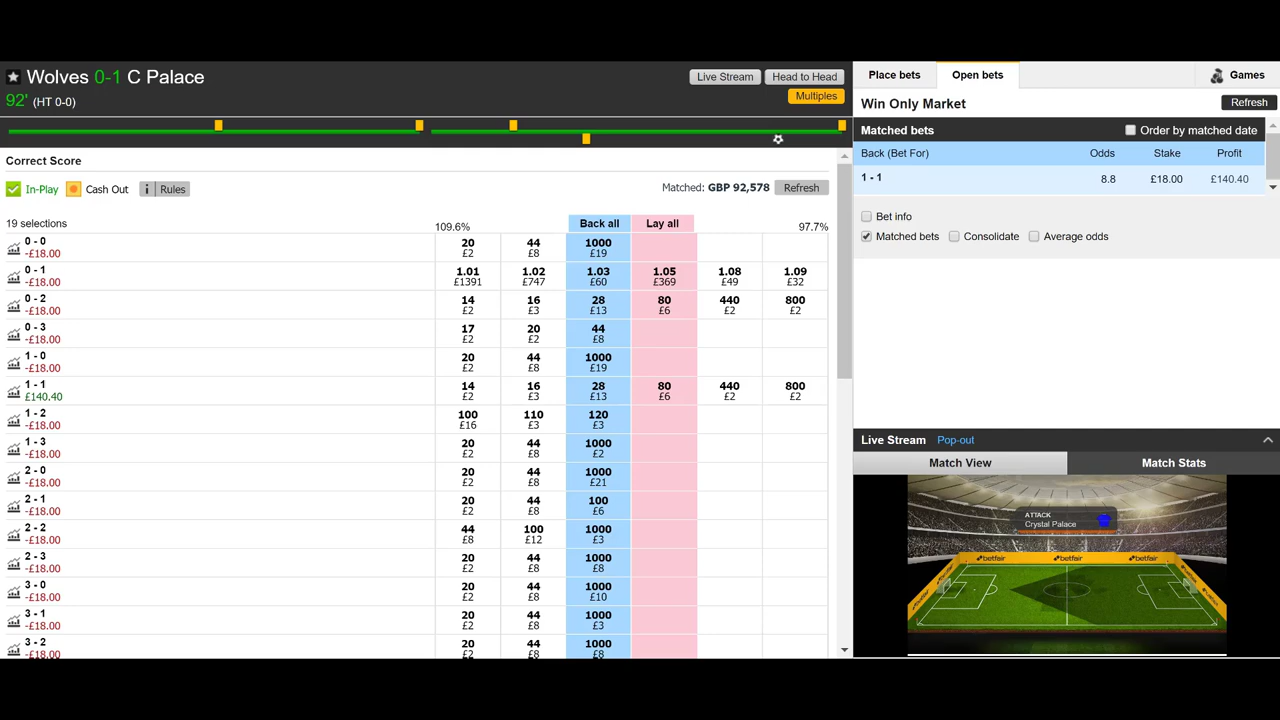 Wolves 0-1 C Palace
92' (HT 0-0)
Live Stream
Head to Head
Multiples
Correct Score
In-Play
Cash Out
i Rules
Matched: GBP 92,578
Refresh
19 selections
109.6%
Back all
Lay all
97.7%
0 - 0 20 44 1000
-£18.00 £2 £8 £19
0 - 1 1.01 1.02 1.03 1.05 1.08 1.09
-£18.00 £1391 £747 £60 £369 £49 £32
0 - 2 14 16 28 80 440 800
-£18.00 £2 £3 £13 £6 £2 £2
0 - 3 17 20 44
-£18.00 £2 £2 £8
1 - 0 20 44 1000
-£18.00 £2 £8 £19
1 - 1 14 16 28 80 440 800
£140.40 £2 £3 £13 £6 £2 £2
1 - 2 100 110 120
-£18.00 £16 £3 £3
1 - 3 20 44 1000
-£18.00 £2 £8 £2
2 - 0 20 44 1000
-£18.00 £2 £8 £21
2 - 1 20 44 100
-£18.00 £2 £8 £6
2 - 2 44 100 1000
-£18.00 £8 £12 £3
2 - 3 20 44 1000
-£18.00 £2 £8 £8
3 - 0 20 44 1000
-£18.00 £2 £8 £10
3 - 1 20 44 1000
-£18.00 £2 £8 £3
3 - 2 20 44 1000
-£18.00 £2 £8 £8
Place bets
Open bets
Games
Win Only Market
Refresh
Matched bets
Order by matched date
Back (Bet For) Odds Stake Profit
1 - 1 8.8 £18.00 £140.40
Bet info
Matched bets
Consolidate
Average odds
Live Stream Pop-out
Match View
Match Stats
ATTACK
Crystal Palace
betfair betfair betfair